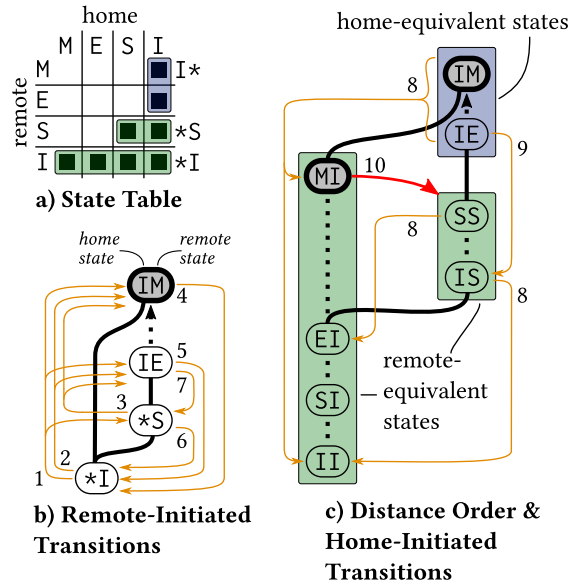 home
M E S I
remote
M
I*
E
S
*S
I
*I
a) State Table
home state
remote state
IM
4
IE
5
7
3
*S
6
2
*I
1
b) Remote-Initiated
Transitions
home-equivalent states
8
IM
IE
9
MI
10
SS
8
IS
8
EI
remote-
equivalent
states
SI
II
c) Distance Order &
Home-Initiated
Transitions